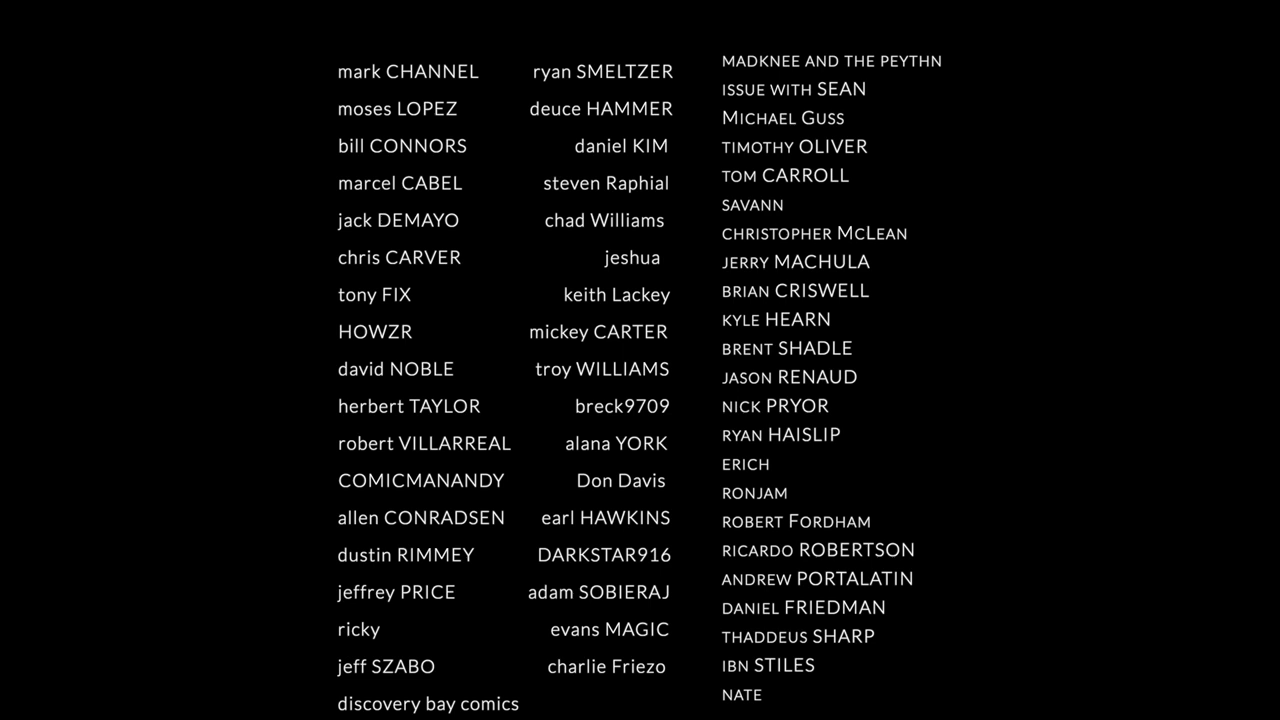 mark CHANNEL
moses LOPEZ
bill CONNORS
marcel CABEL
jack DEMAYO
chris CARVER
tony FIX
HOWZR
david NOBLE
herbert TAYLOR
robert VILLARREAL
COMICMANANDY
allen CONRADSEN
dustin RIMMEY
jeffrey PRICE
ricky
jeff SZABO
discovery bay comics
ryan SMELTZER
deuce HAMMER
daniel KIM
steven Raphial
chad Williams
jeshua
keith Lackey
mickey CARTER
troy WILLIAMS
breck9709
alana YORK
Don Davis
earl HAWKINS
DARKSTAR916
adam SOBIERAJ
evans MAGIC
charlie Friezo
MADKNEE AND THE PEYTHN
ISSUE WITH SEAN
MICHAEL GUSS
TIMOTHY OLIVER
TOM CARROLL
SAVANN
CHRISTOPHER MCLEAN
JERRY MACHULA
BRIAN CRISWELL
KYLE HEARN
BRENT SHADLE
JASON RENAUD
NICK PRYOR
RYAN HAISLIP
ERICH
RONJAM
ROBERT FORDHAM
RICARDO ROBERTSON
ANDREW PORTALATIN
DANIEL FRIEDMAN
THADDEUS SHARP
IBN STILES
NATE